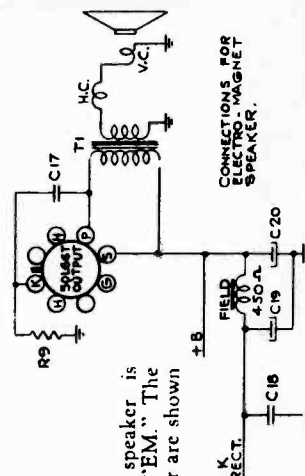 speaker is
"EM." The
r are shown
R9
C17
K
H
H
P
S
G
50L6GT
OUTPUT
T1
H.C.
V.C.
CONNECTIONS FOR
ELECTRO-MAGNET
SPEAKER.
+B
FIELD
450Ω
C20
C19
C18
K
RECT.